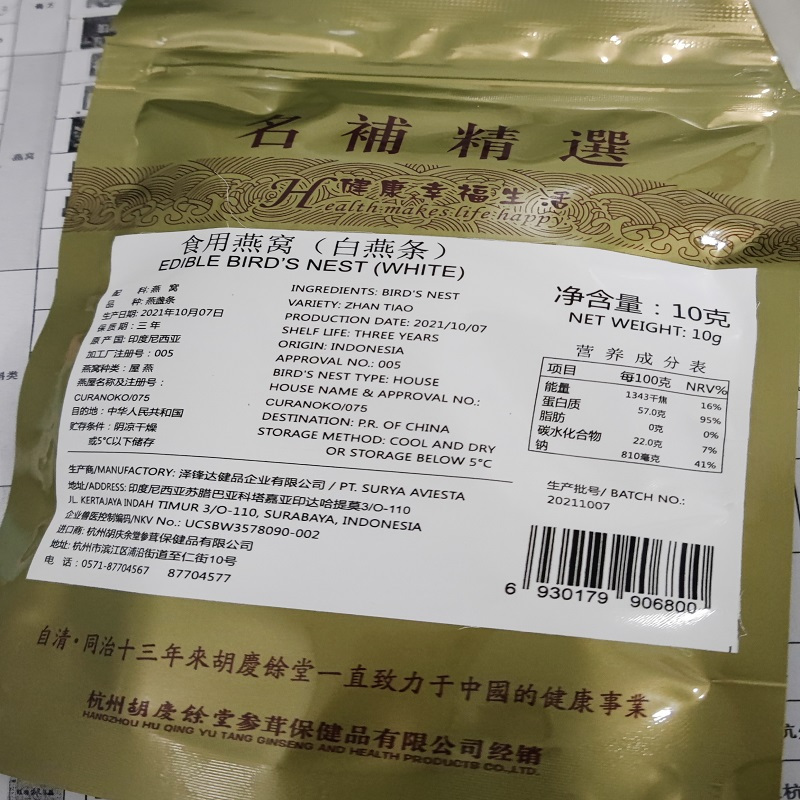 名補精選
健康幸福生活
Health·makes·life·happy
食用燕窝（白燕条）
EDIBLE BIRD'S NEST (WHITE)
配 料:燕 窝
品 种:燕盏条
生产日期:2021年10月07日
保质期:三年
原产国:印度尼西亚
加工厂注册号:005
燕窝种类:屋燕
燕屋名称及注册号:
CURANOKO/075
目的地:中华人民共和国
贮存条件:阴凉干燥
或5℃以下储存
INGREDIENTS: BIRD'S NEST
VARIETY: ZHAN TIAO
PRODUCTION DATE: 2021/10/07
SHELF LIFE: THREE YEARS
ORIGIN: INDONESIA
APPROVAL NO.: 005
BIRD'S NEST TYPE: HOUSE
HOUSE NAME & APPROVAL NO.:
CURANOKO/075
DESTINATION: P.R. OF CHINA
STORAGE METHOD: COOL AND DRY
OR STORAGE BELOW 5℃
净含量:10克
NET WEIGHT: 10g
营养成分表
项目 每100克 NRV%
能量 1343千焦 16%
蛋白质 57.0克 95%
脂肪 0克 0%
碳水化合物 22.0克 7%
钠 810毫克 41%
生产批号/ BATCH NO.:
20211007
生产商/MANUFACTORY: 泽锋达健品企业有限公司 / PT. SURYA AVIESTA
地址/ADDRESS: 印度尼西亚苏腊巴亚科塔嘉亚印达哈提莫3/O-110
JL. KERTAJAYA INDAH TIMUR 3/O-110, SURABAYA, INDONESIA
企业兽医控制编码/NKV No.: UCSBW3578090-002
进口商: 杭州胡庆余堂参茸保健品有限公司
地址: 杭州市滨江区浦沿街道至仁街10号
电 话:0571-87704567 87704577
6 930179 906800
自清·同治十三年来胡慶餘堂一直致力于中國的健康事業
杭州胡慶餘堂参茸保健品有限公司经销
HANGZHOU HU QING YU TANG GINSENG AND HEALTH PRODUCTS CO.,LTD.